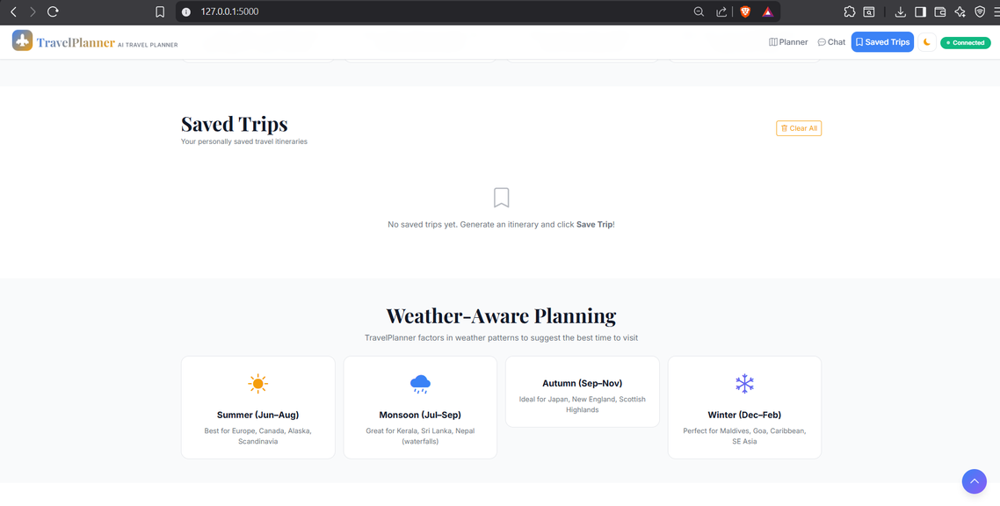 127.0.0.1:5000
TravelPlanner AI TRAVEL PLANNER
Planner
Chat
Saved Trips
Connected
Saved Trips
Your personally saved travel itineraries
Clear All
No saved trips yet. Generate an itinerary and click Save Trip!
Weather-Aware Planning
TravelPlanner factors in weather patterns to suggest the best time to visit
Summer (Jun–Aug)
Best for Europe, Canada, Alaska,
Scandinavia
Monsoon (Jul–Sep)
Great for Kerala, Sri Lanka, Nepal
(waterfalls)
Autumn (Sep–Nov)
Ideal for Japan, New England, Scottish
Highlands
Winter (Dec–Feb)
Perfect for Maldives, Goa, Caribbean,
SE Asia